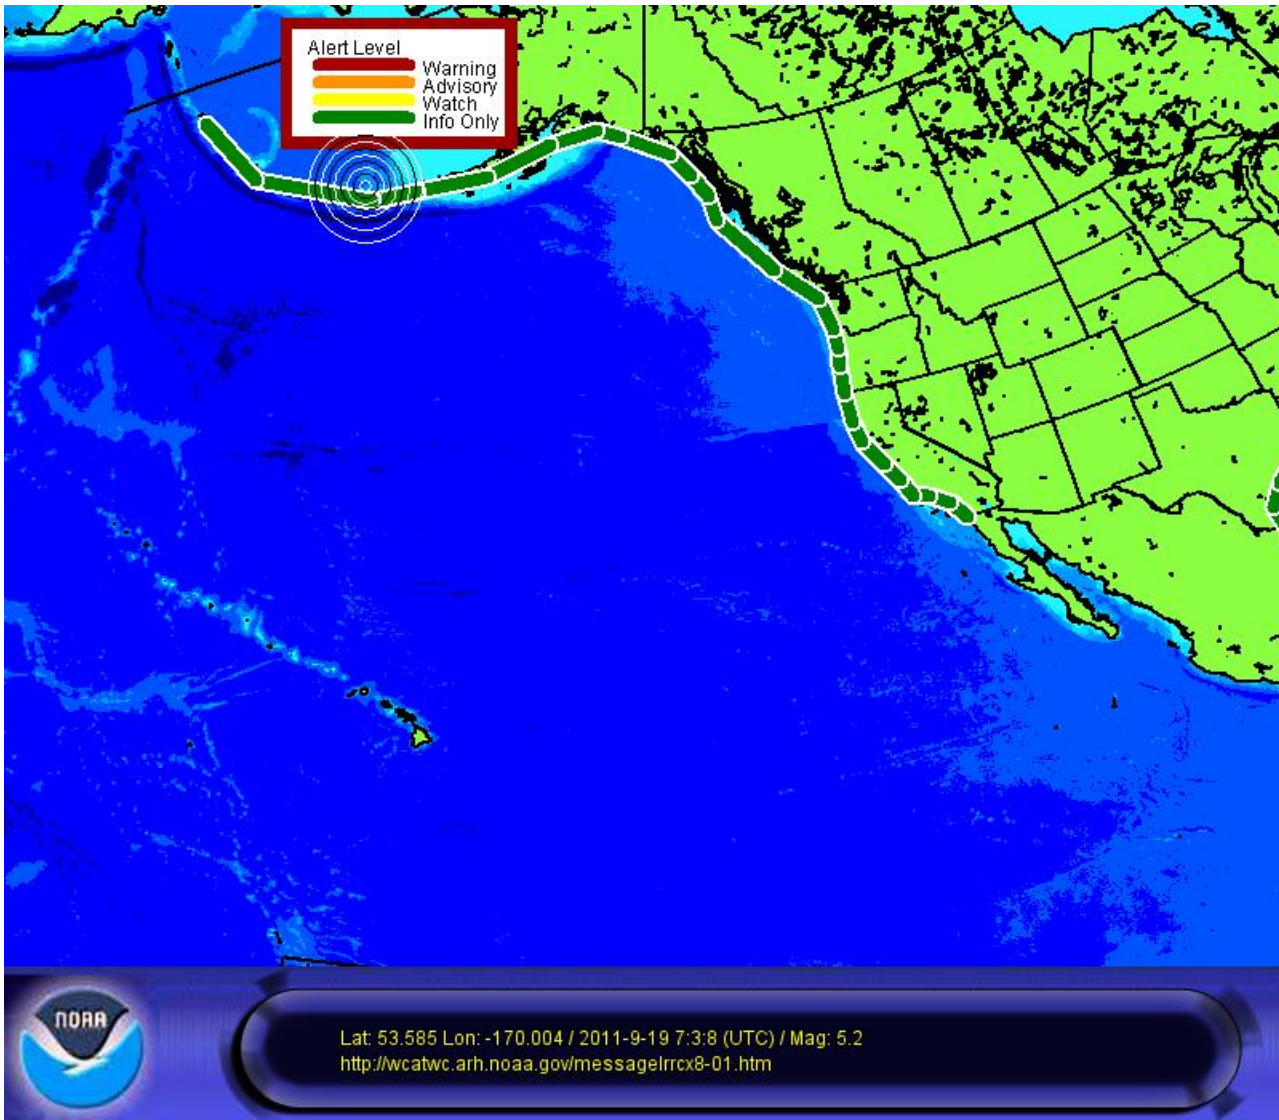 Alert Level
Warning
Advisory
Watch
Info Only
NOAA
Lat: 53.585 Lon: -170.004 / 2011-9-19 7:3:8 (UTC) / Mag: 5.2
http://wcatwc.arh.noaa.gov/messagelrrcx8-01.htm